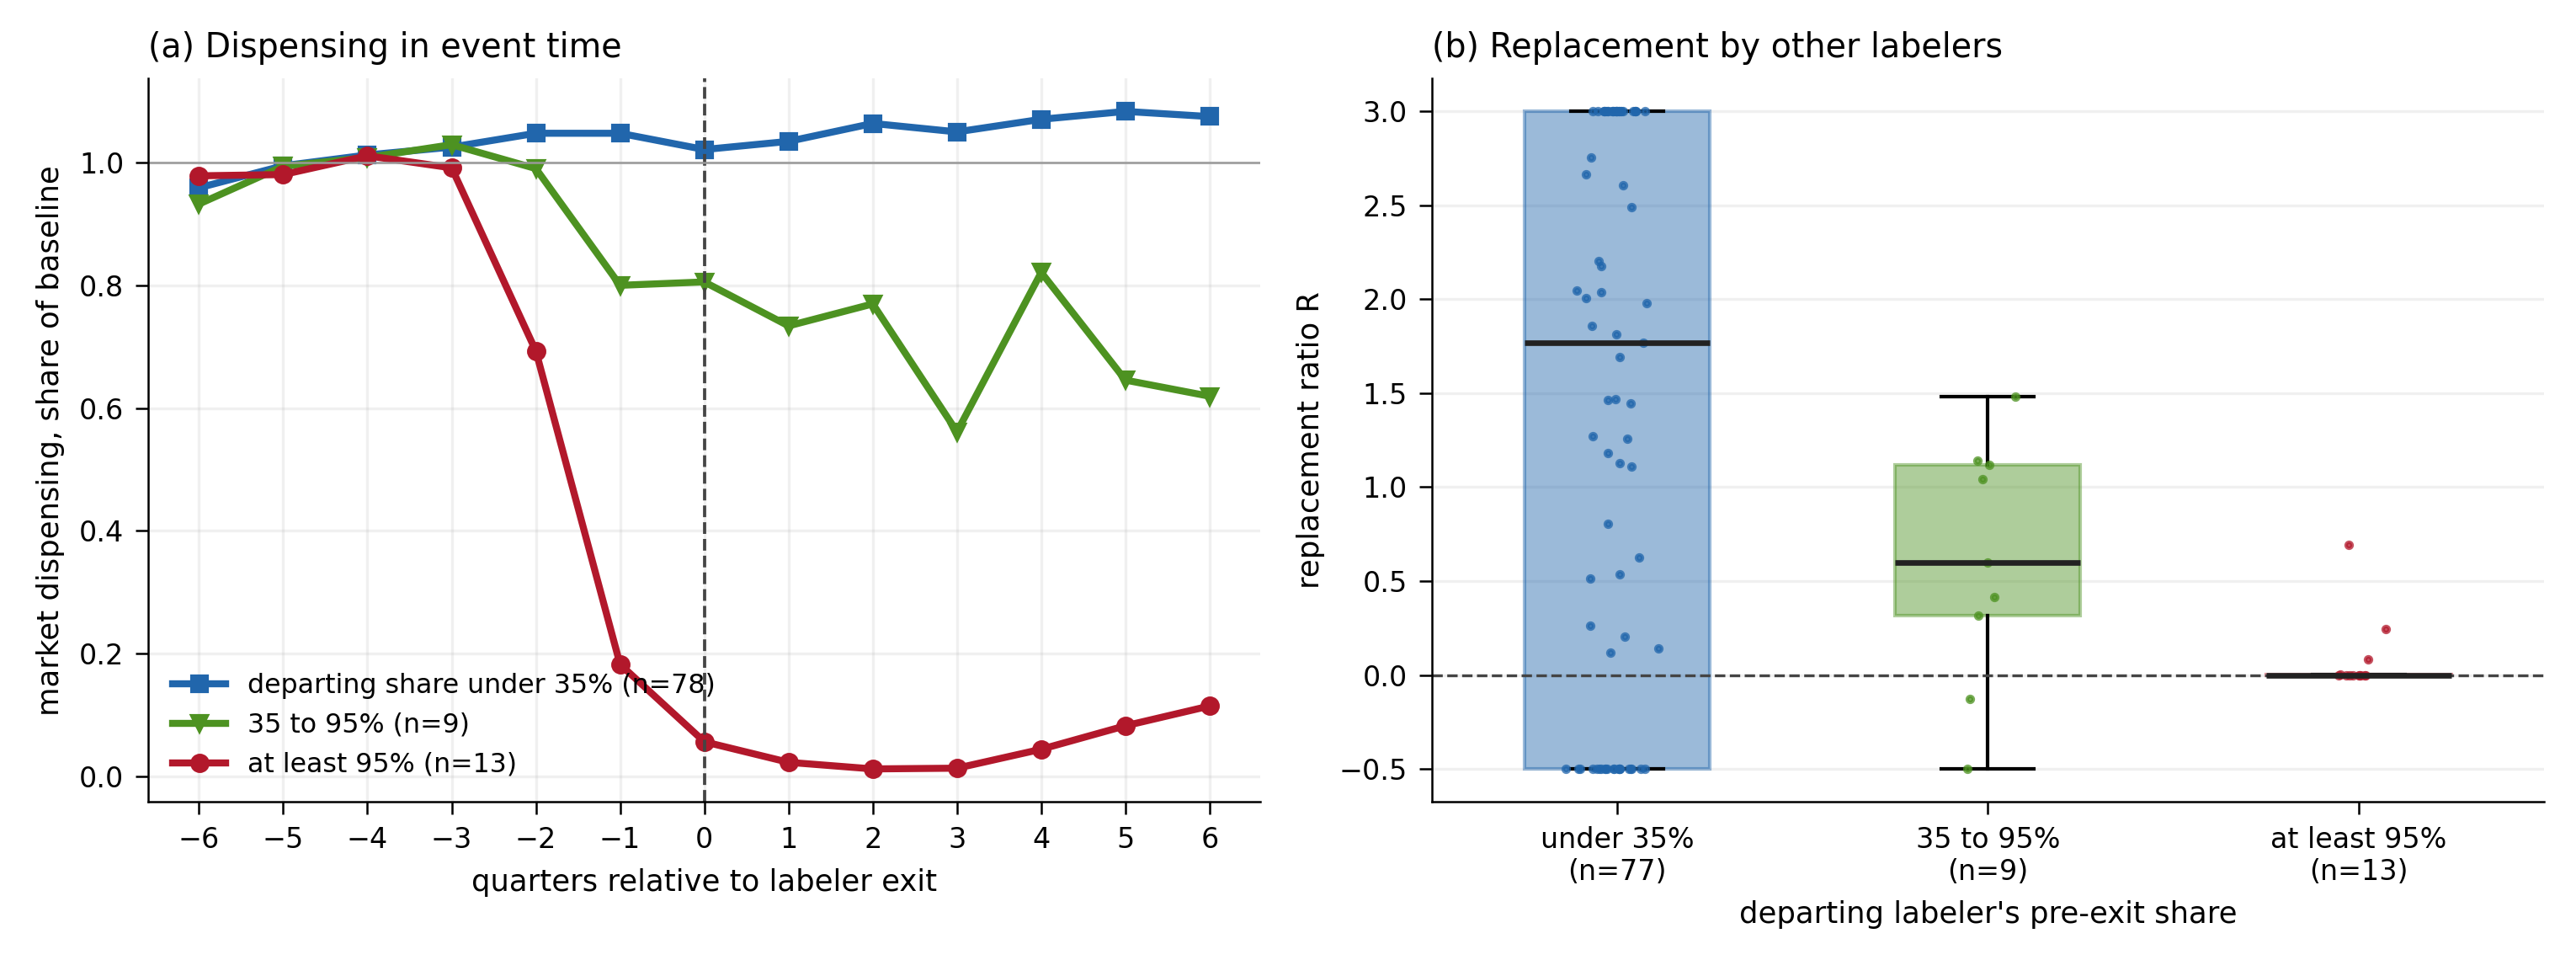 (a) Dispensing in event time
market dispensing, share of baseline
1.0
0.8
0.6
0.4
0.2
0.0
departing share under 35% (n=78)
35 to 95% (n=9)
at least 95% (n=13)
−6 −5 −4 −3 −2 −1 0 1 2 3 4 5 6
quarters relative to labeler exit
(b) Replacement by other labelers
replacement ratio R
3.0
2.5
2.0
1.5
1.0
0.5
0.0
−0.5
under 35% 35 to 95% at least 95%
(n=77) (n=9) (n=13)
departing labeler's pre-exit share